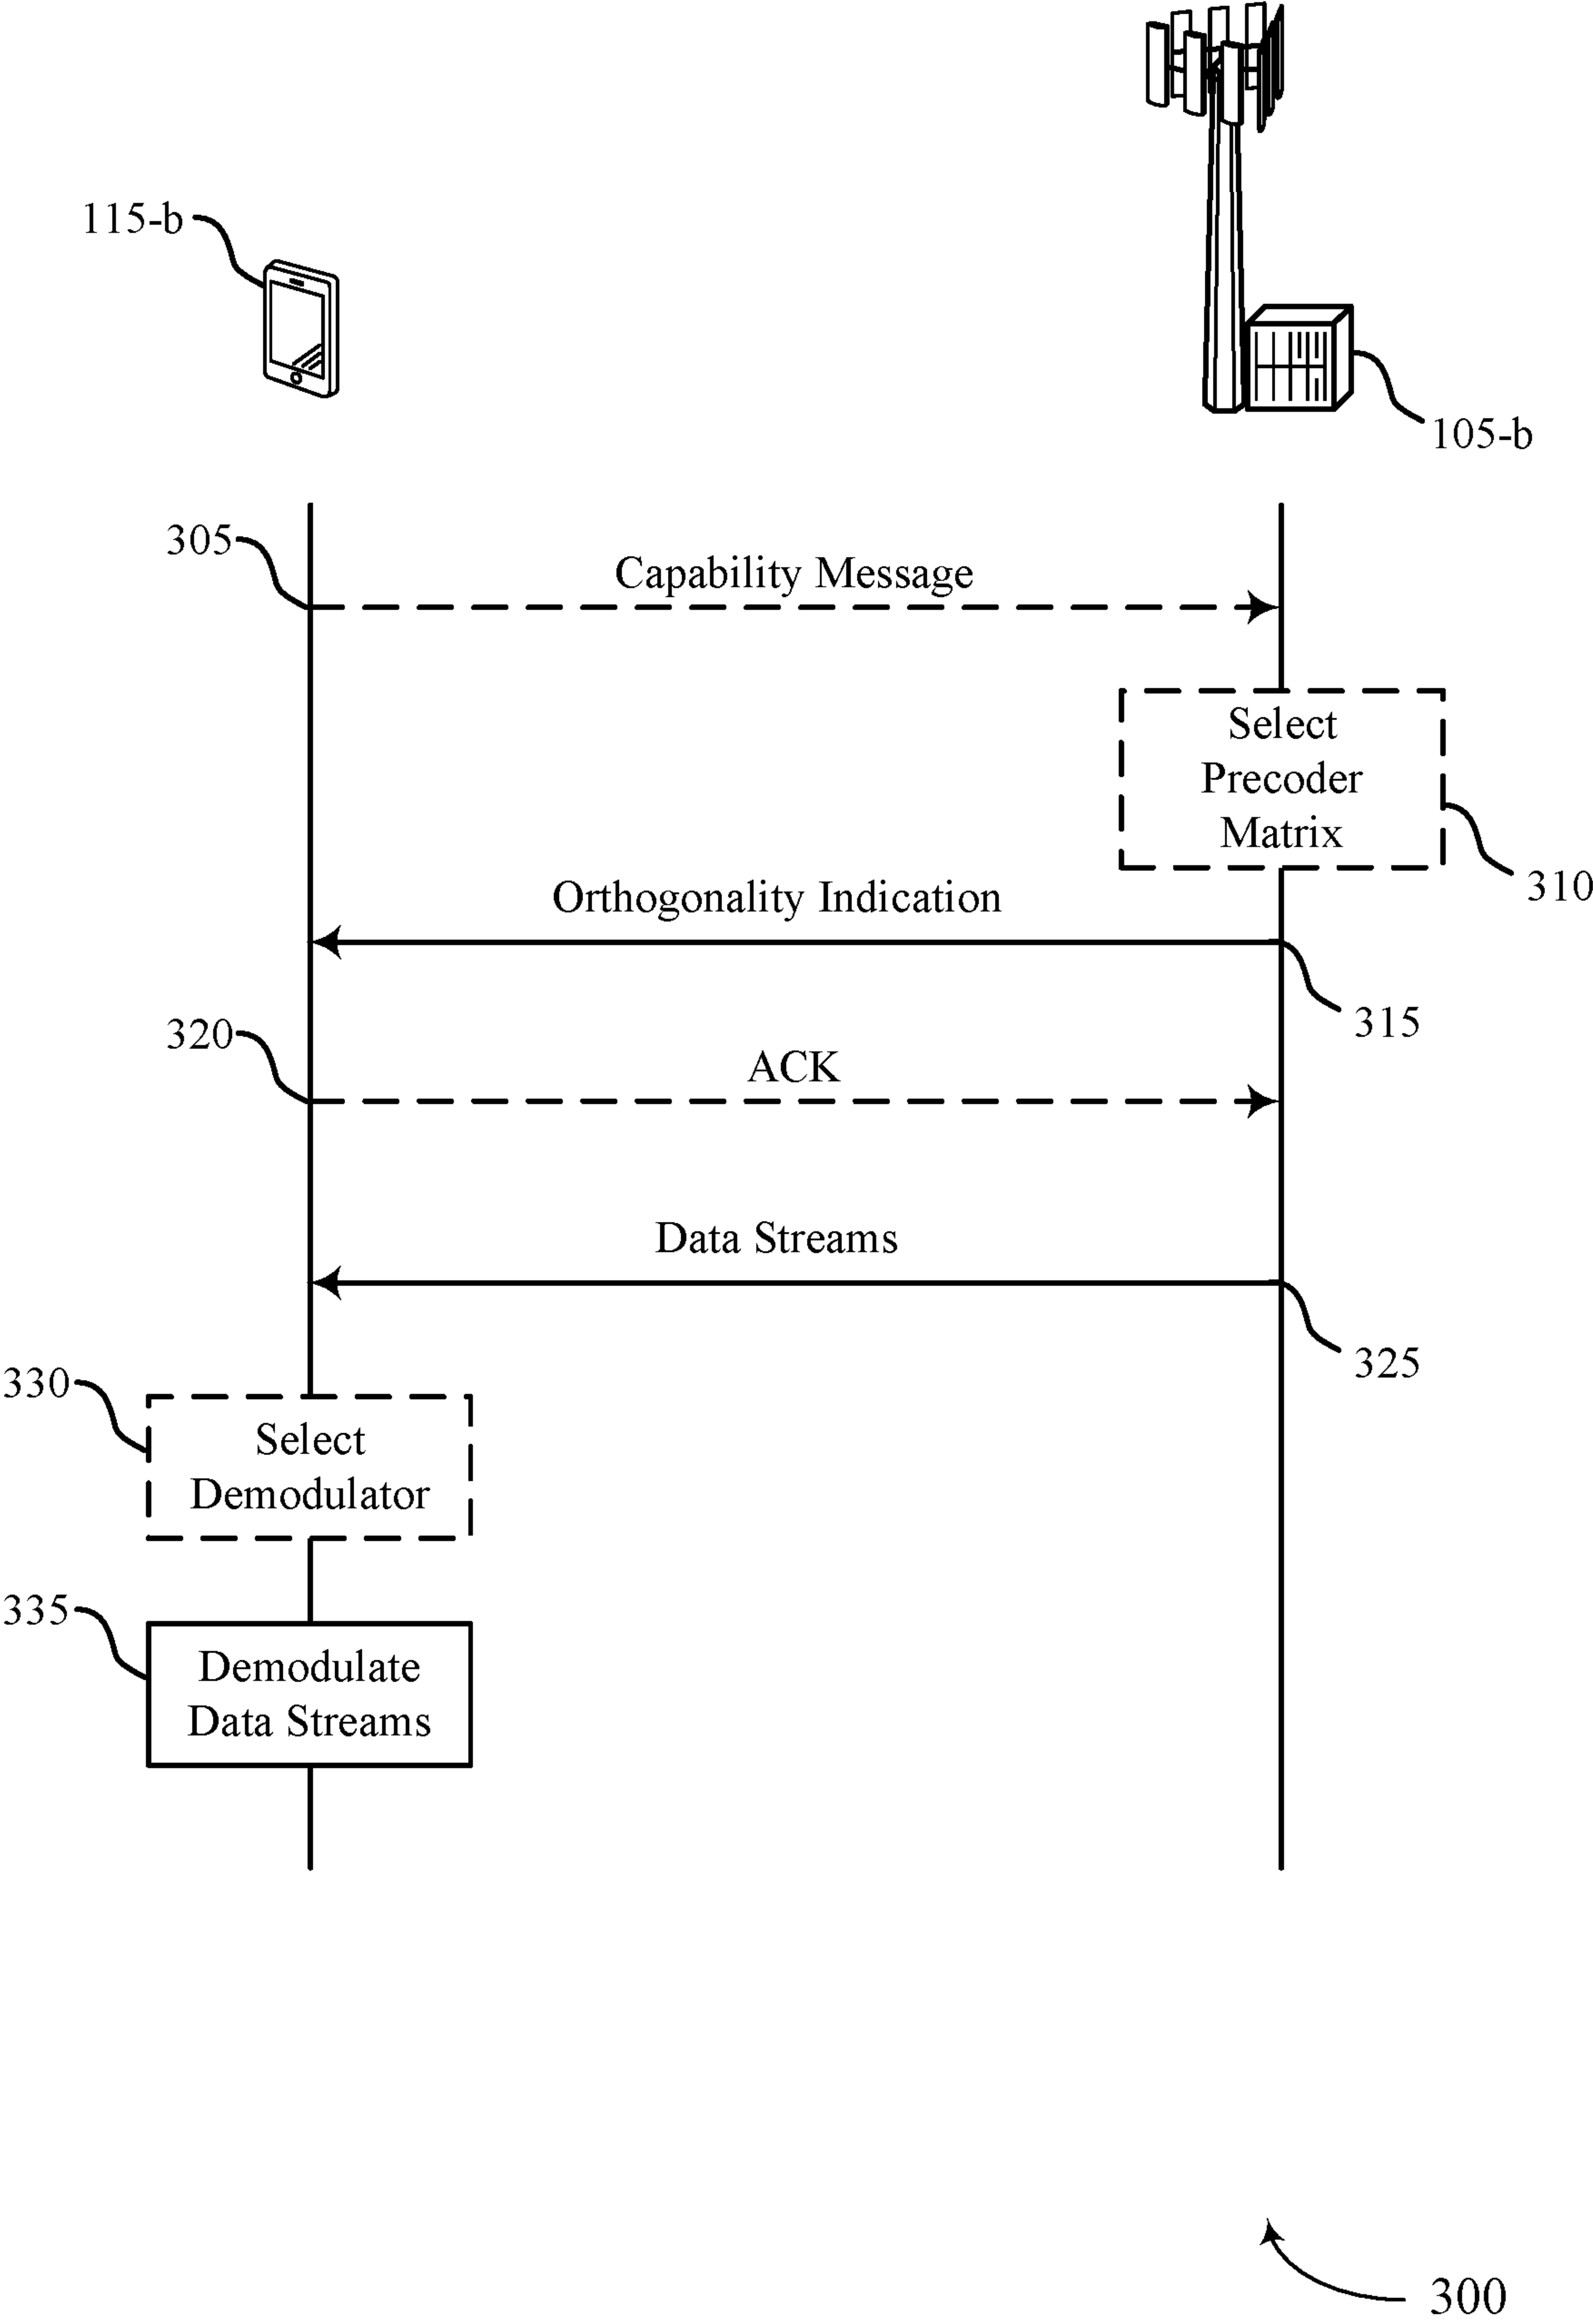 115-b
105-b
305
Capability Message
Select
Precoder
Matrix
310
Orthogonality Indication
315
320
ACK
Data Streams
325
330
Select
Demodulator
335
Demodulate
Data Streams
300